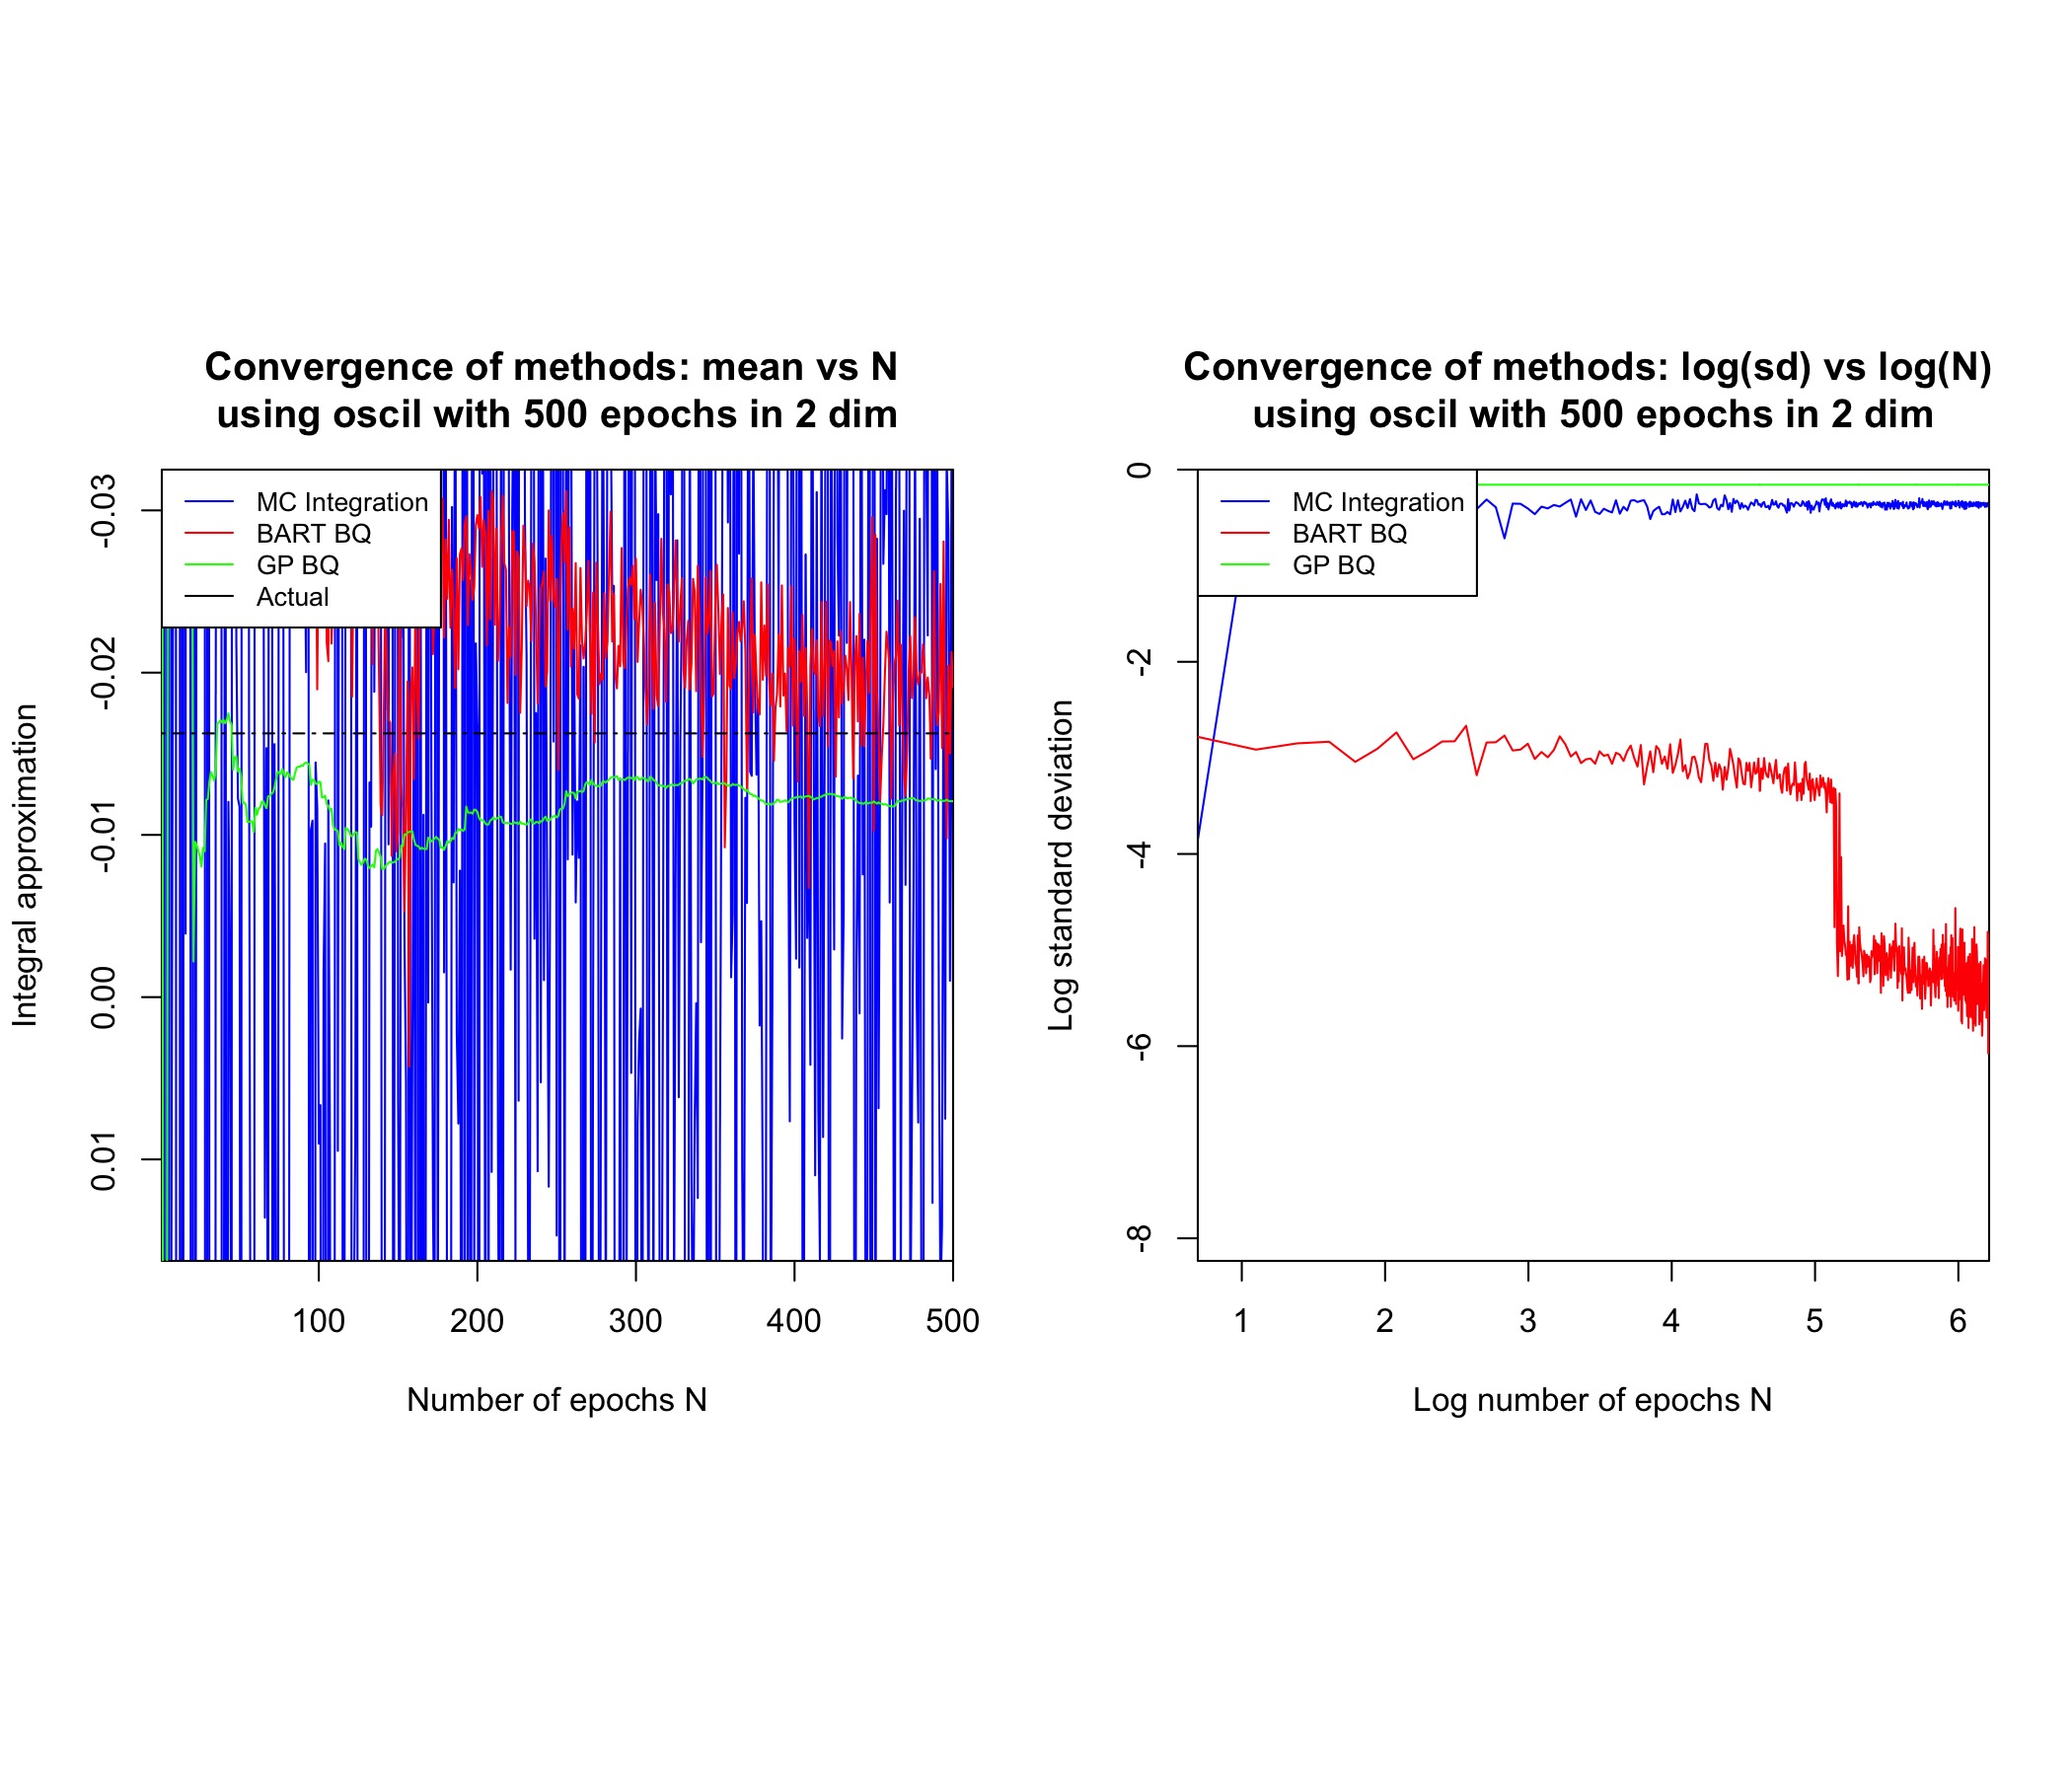 Convergence of methods: mean vs N
using oscil with 500 epochs in 2 dim
MC Integration
BART BQ
GP BQ
Actual
Integral approximation
-0.03
-0.02
-0.01
0.00
0.01
100 200 300 400 500
Number of epochs N
Convergence of methods: log(sd) vs log(N)
using oscil with 500 epochs in 2 dim
MC Integration
BART BQ
GP BQ
Log standard deviation
0
-2
-4
-6
-8
1 2 3 4 5 6
Log number of epochs N